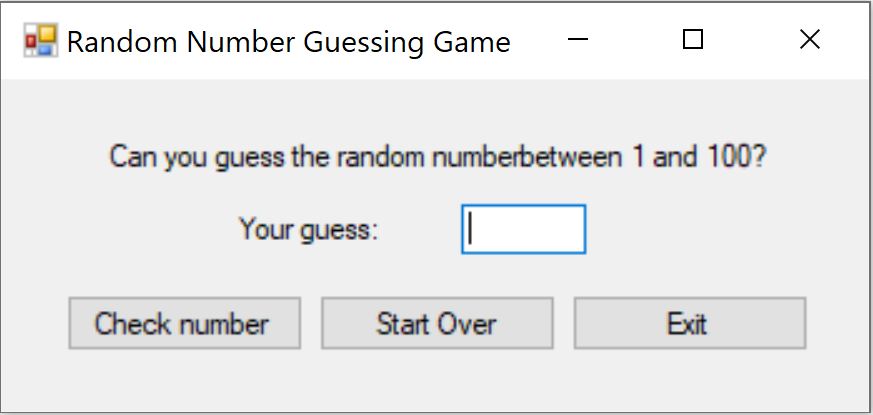 Random Number Guessing Game
Can you guess the random numberbetween 1 and 100?
Your guess:
Check number Start Over Exit